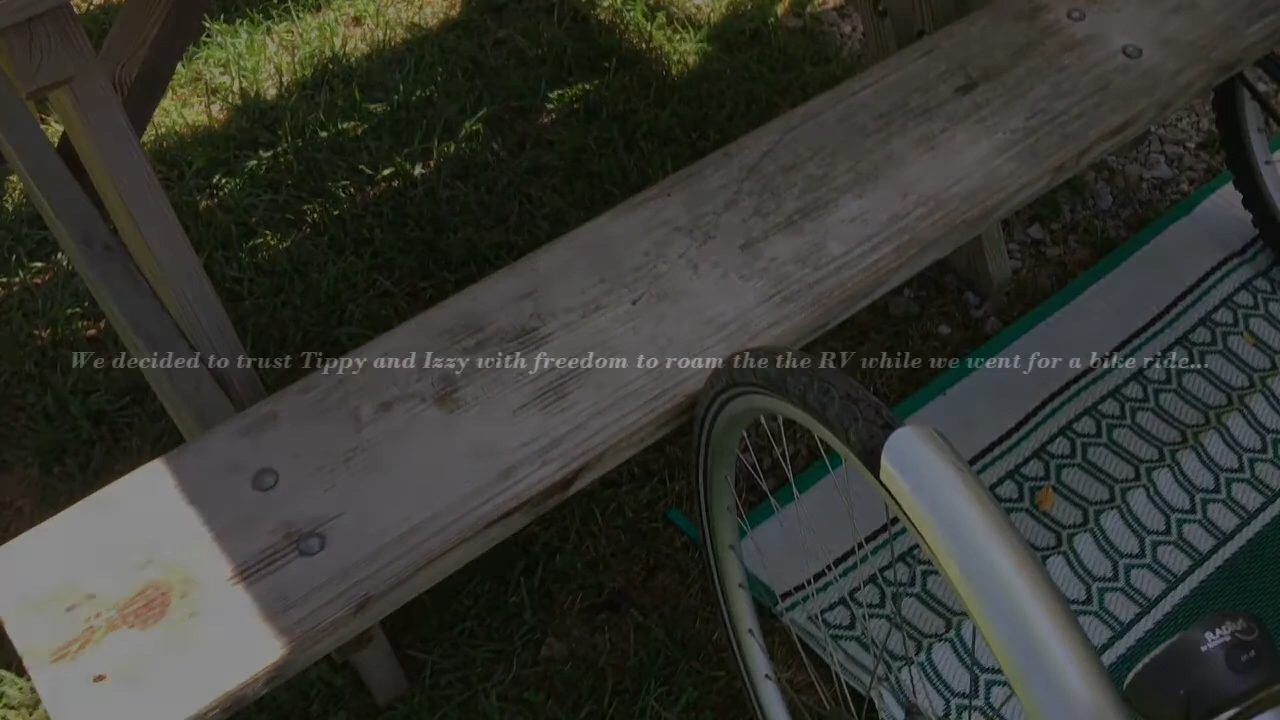 We decided to trust Tippy and Izzy with freedom to roam the the RV while we went for a bike ride...